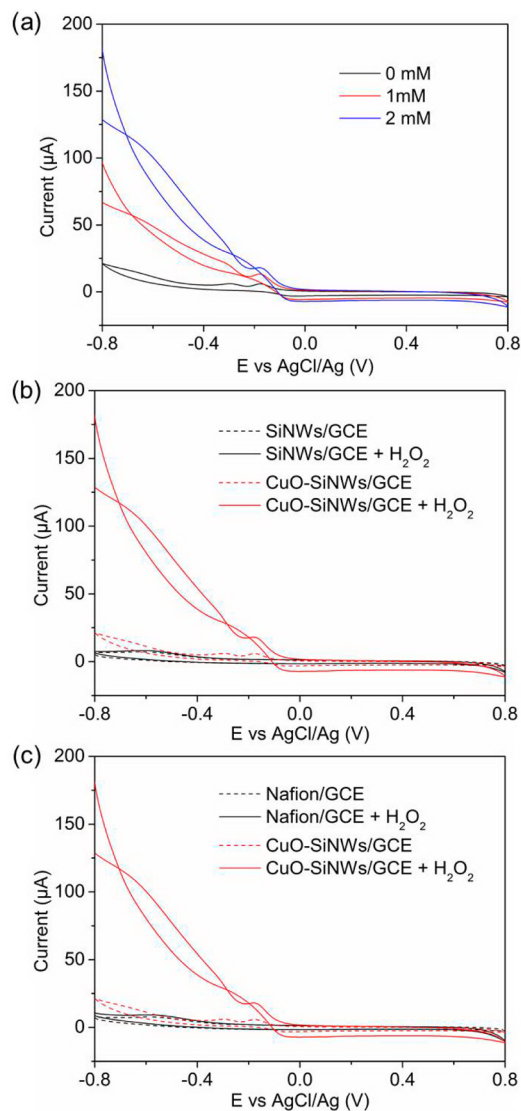 (a)
200
150
100
50
0
Current (μA)
0 mM
1mM
2 mM
-0.8 -0.4 0.0 0.4 0.8
E vs AgCl/Ag (V)
(b)
200
150
100
50
0
Current (μA)
SiNWs/GCE
SiNWs/GCE + H₂O₂
CuO-SiNWs/GCE
CuO-SiNWs/GCE + H₂O₂
-0.8 -0.4 0.0 0.4 0.8
E vs AgCl/Ag (V)
(c)
200
150
100
50
0
Current (μA)
Nafion/GCE
Nafion/GCE + H₂O₂
CuO-SiNWs/GCE
CuO-SiNWs/GCE + H₂O₂
-0.8 -0.4 0.0 0.4 0.8
E vs AgCl/Ag (V)